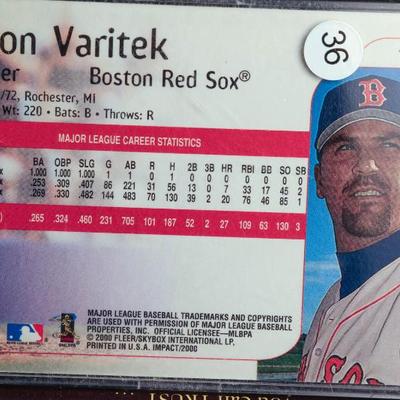 on Varitek
er Boston Red Sox®
/72, Rochester, MI
Wt: 220 • Bats: B • Throws: R
36
B
MAJOR LEAGUE CAREER STATISTICS
BA OBP SLG G AB R H 2B 3B HR RBI BB SO SB
x 1.000 1.000 1.000 1 1 0 1 0 0 0 0 0 0 0
x .253 .309 .407 86 221 31 56 13 0 7 33 17 45 2
x .269 .330 .482 144 483 70 130 39 2 20 76 46 85 1
.265 .324 .460 231 705 101 187 52 2 27 109 63 130 3
MAJOR LEAGUE BASEBALL TRADEMARKS AND COPYRIGHTS
ARE USED WITH PERMISSION OF MAJOR LEAGUE BASEBALL
PROPERTIES, INC. OFFICIAL LICENSEE—MLBPA
© 2000 FLEER/SKYBOX INTERNATIONAL LP,
PRINTED IN U.S.A. IMPACT/2000
you can TRUST